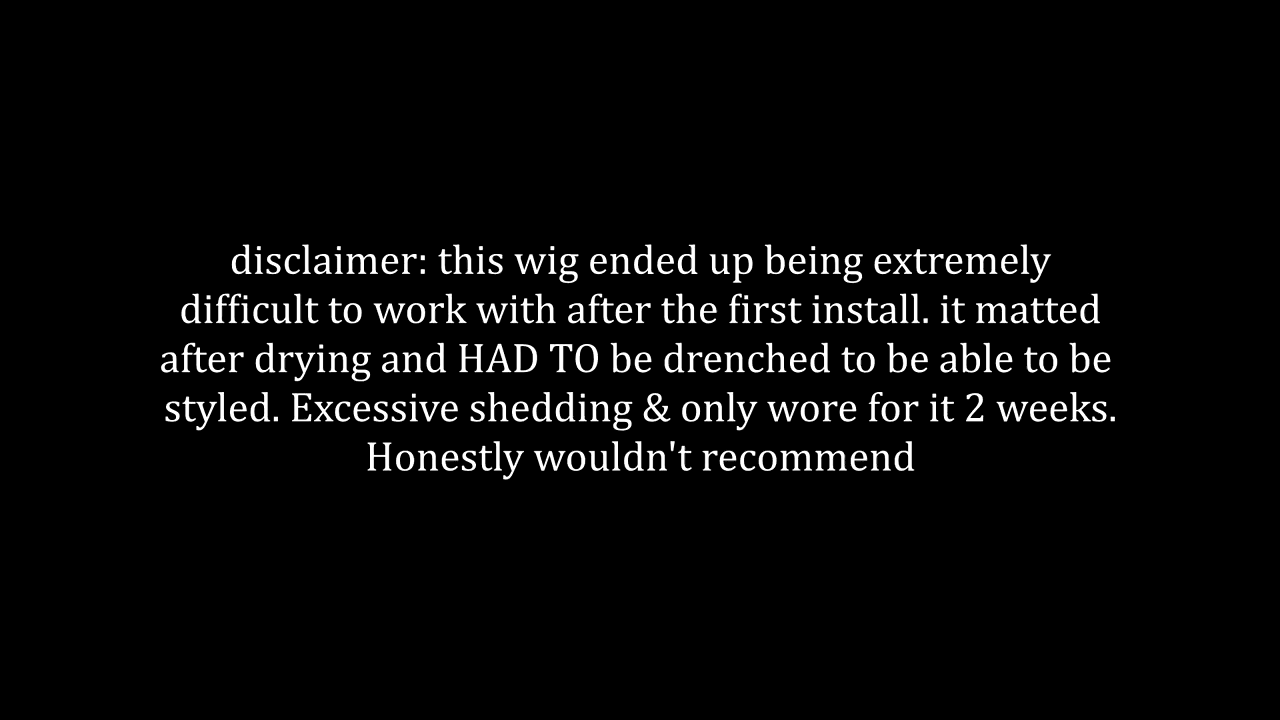 disclaimer: this wig ended up being extremely
difficult to work with after the first install. it matted
after drying and HAD TO be drenched to be able to be
styled. Excessive shedding & only wore for it 2 weeks.
Honestly wouldn't recommend